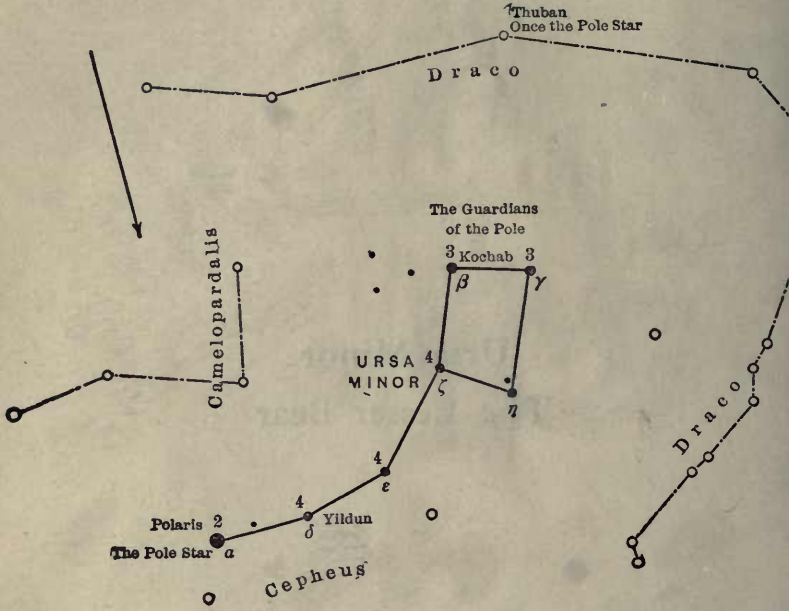 Thuban
Once the Pole Star
Draco
The Guardians
of the Pole
3 Kochab 3
β γ
Camelopardalis
URSA
MINOR
4
ζ
η
Draco
4
ε
4
δ Yildun
Polaris 2
The Pole Star α
Cepheus